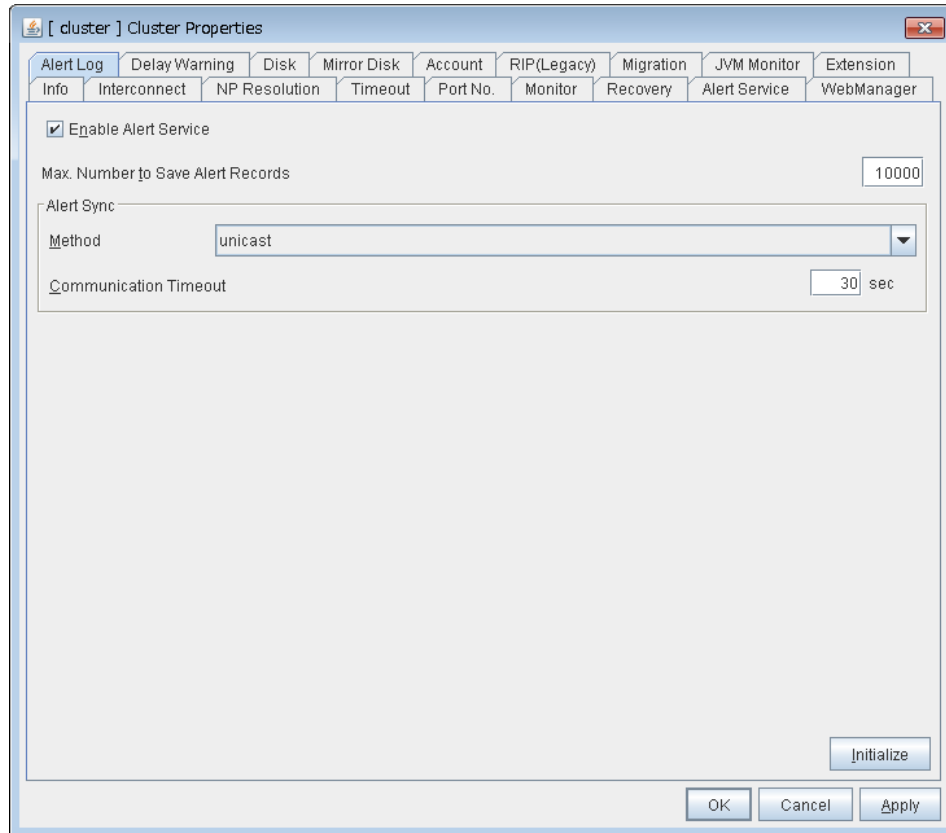 [ cluster ] Cluster Properties
Alert Log Delay Warning Disk Mirror Disk Account RIP(Legacy) Migration JVM Monitor Extension
Info Interconnect NP Resolution Timeout Port No. Monitor Recovery Alert Service WebManager
Enable Alert Service
Max. Number to Save Alert Records 10000
Alert Sync
Method unicast
Communication Timeout 30 sec
Initialize
OK Cancel Apply